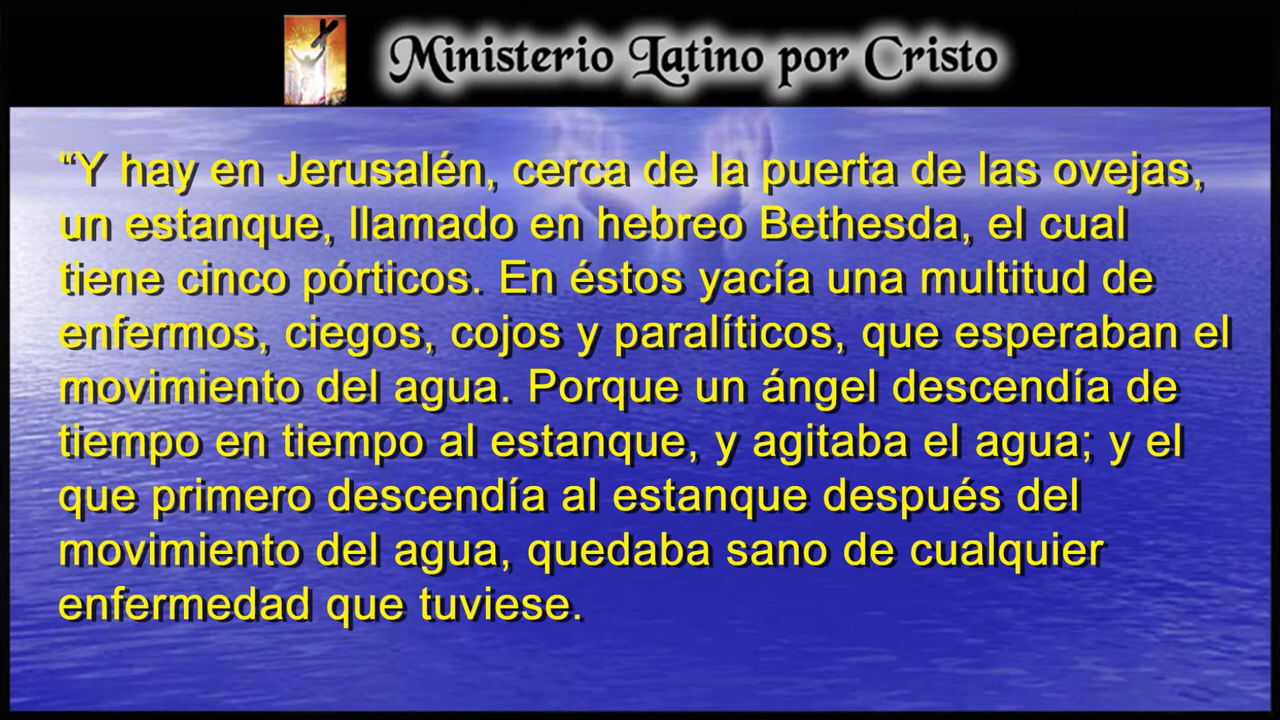 Ministerio Latino por Cristo
“Y hay en Jerusalén, cerca de la puerta de las ovejas,
un estanque, llamado en hebreo Bethesda, el cual
tiene cinco pórticos. En éstos yacía una multitud de
enfermos, ciegos, cojos y paralíticos, que esperaban el
movimiento del agua. Porque un ángel descendía de
tiempo en tiempo al estanque, y agitaba el agua; y el
que primero descendía al estanque después del
movimiento del agua, quedaba sano de cualquier
enfermedad que tuviese.